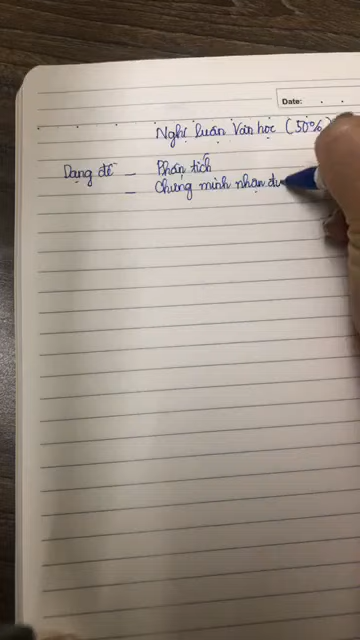 Date: . .
Nghị luận Văn học (50%)
Dạng đề – Phân tích
– Chứng minh nhận